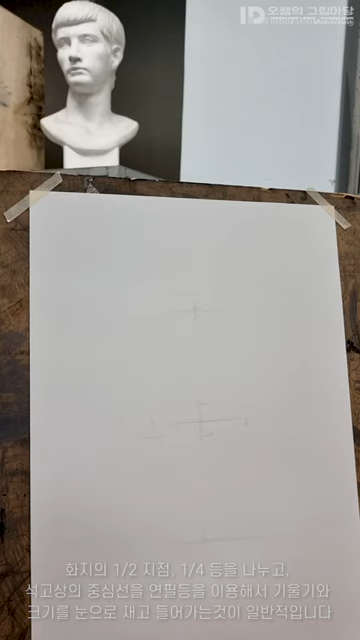 ID 오쌤의 그림마당
화지의 1/2 지점, 1/4 등을 나누고,
석고상의 중심선을 연필등을 이용해서 기울기와
크기를 눈으로 재고 들어가는것이 일반적입니다